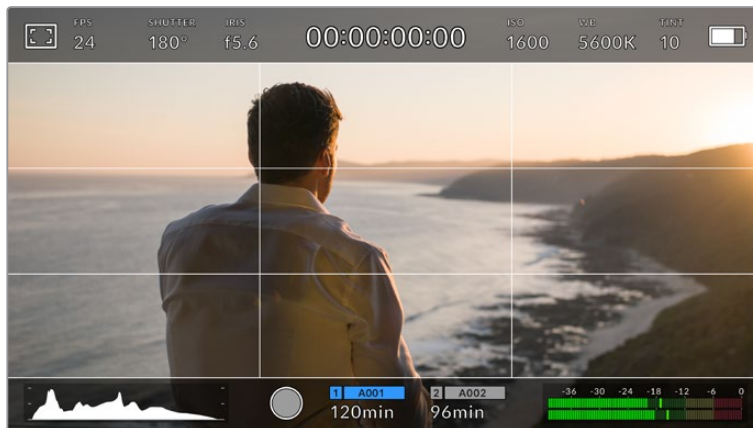 FPS SHUTTER IRIS ISO WB TINT
24 180° f5.6 00:00:00:00 1600 5600K 10
1 A001 2 A002
120min 96min
-36 -30 -24 -18 -12 -6 0